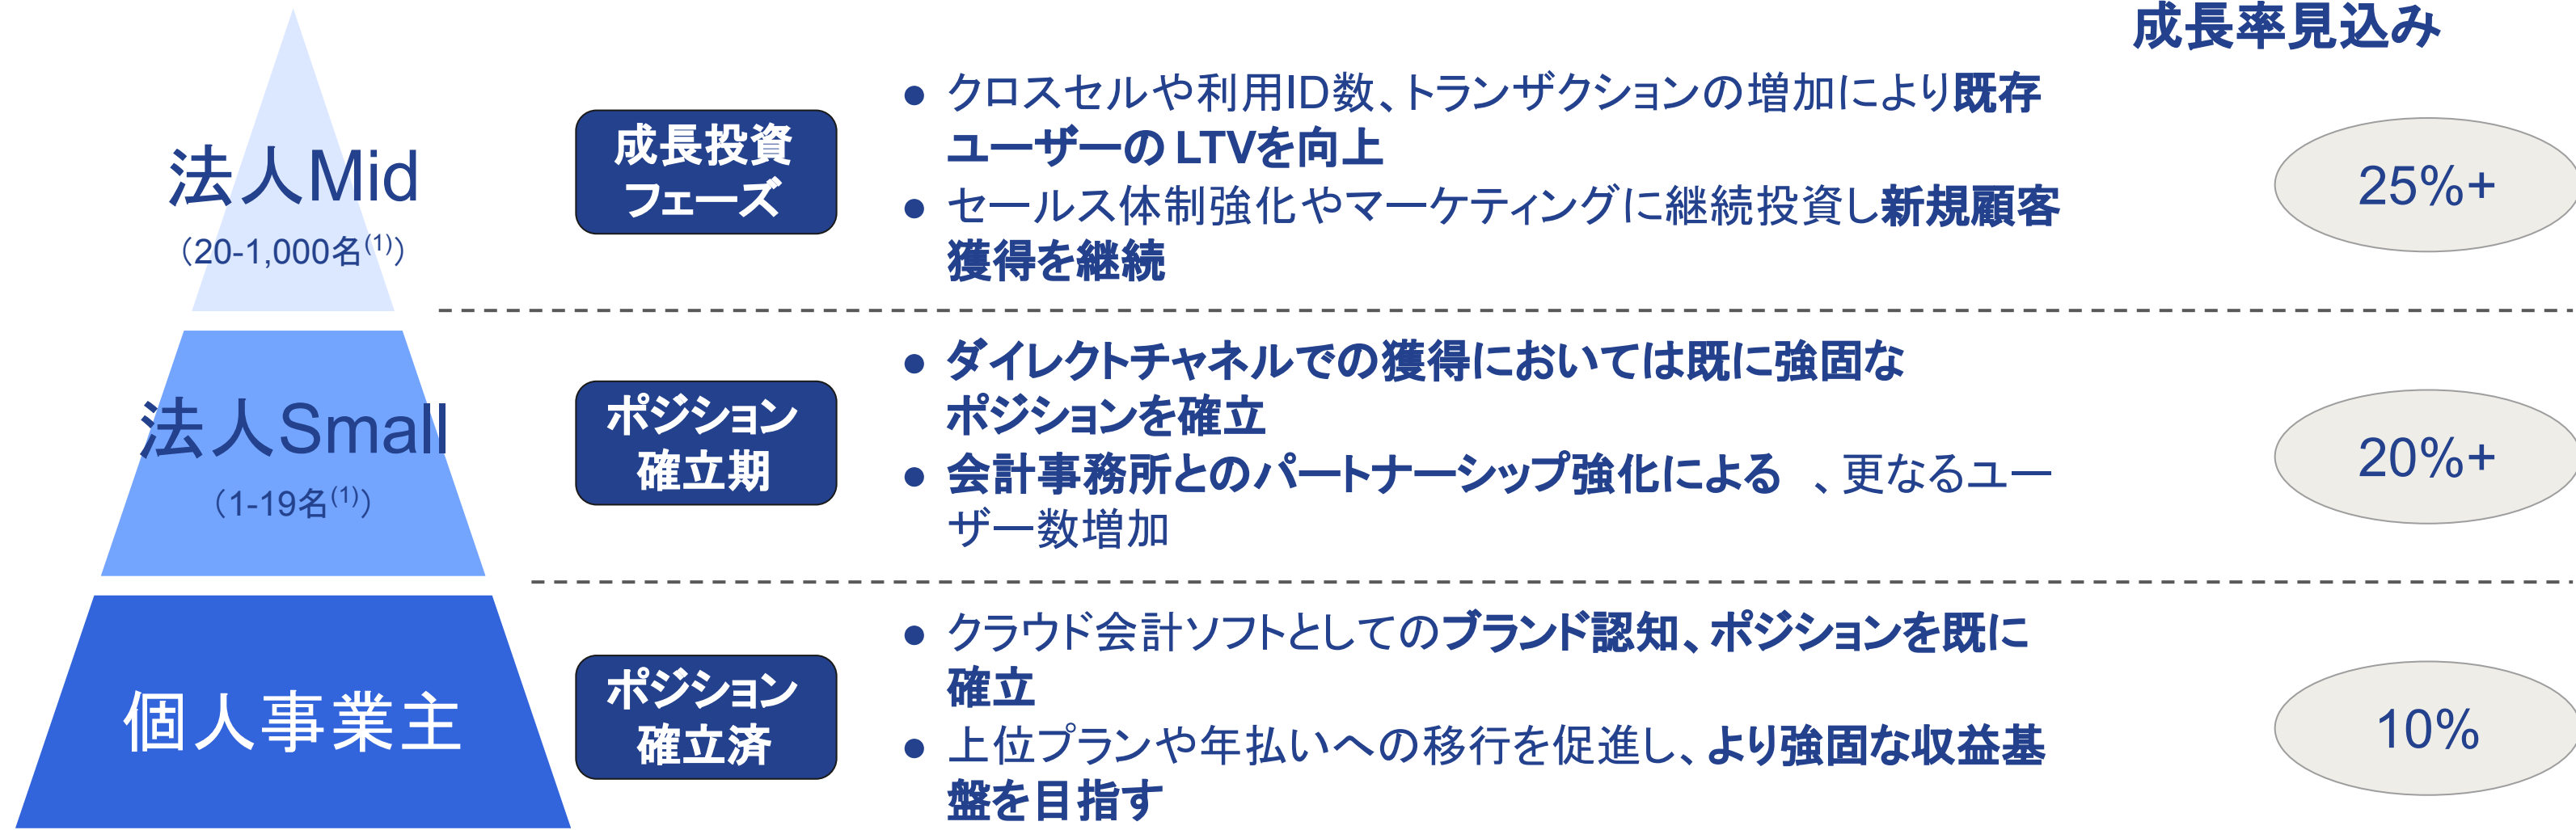 成長率見込み
法人Mid
（20-1,000名(1)）
成長投資
フェーズ
● クロスセルや利用ID数、トランザクションの増加により既存
ユーザーの LTVを向上
● セールス体制強化やマーケティングに継続投資し新規顧客
獲得を継続
25%+
法人Small
（1-19名(1)）
ポジション
確立期
● ダイレクトチャネルでの獲得においては既に強固な
ポジションを確立
● 会計事務所とのパートナーシップ強化による 、更なるユー
ザー数増加
20%+
個人事業主
ポジション
確立済
● クラウド会計ソフトとしてのブランド認知、ポジションを既に
確立
● 上位プランや年払いへの移行を促進し、より強固な収益基
盤を目指す
10%